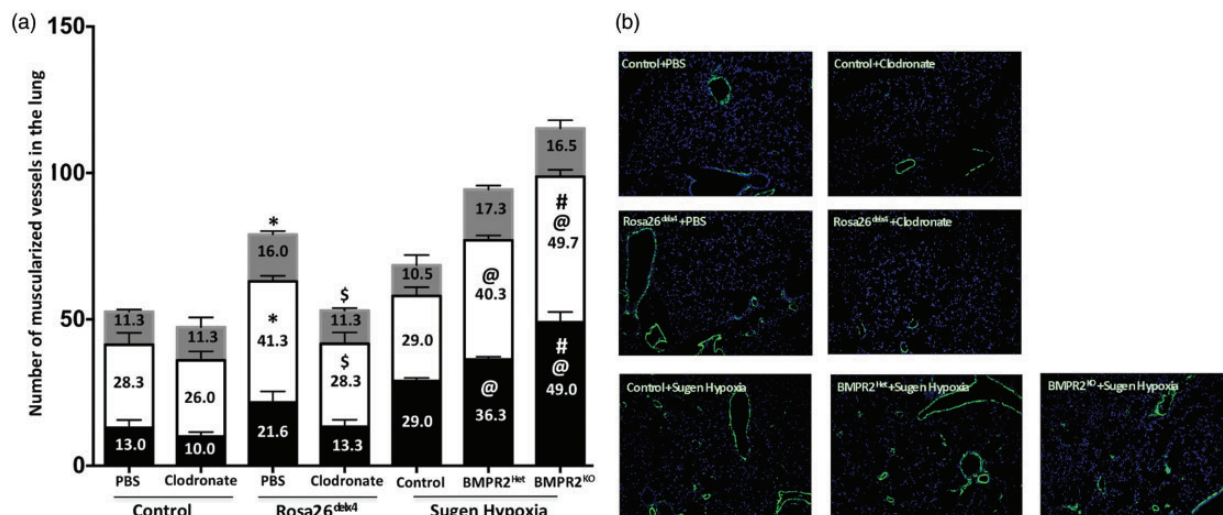 (a)
150
100
50
0
Number of muscularized vessels in the lung
11.3
28.3
13.0
11.3
26.0
10.0
*
16.0
*
41.3
21.6
$
11.3
$
28.3
13.3
10.5
29.0
29.0
17.3
@
40.3
@
36.3
16.5
#
@
49.7
#
@
49.0
PBS Clodronate PBS Clodronate Control BMPR2Het BMPR2KO
Control Rosa26delx4 Sugen Hypoxia
(b)
Control+PBS
Control+Clodronate
Rosa26delx4+PBS
Rosa26delx4+Clodronate
Control+Sugen Hypoxia
BMPR2Het+Sugen Hypoxia
BMPR2KO+Sugen Hypoxia